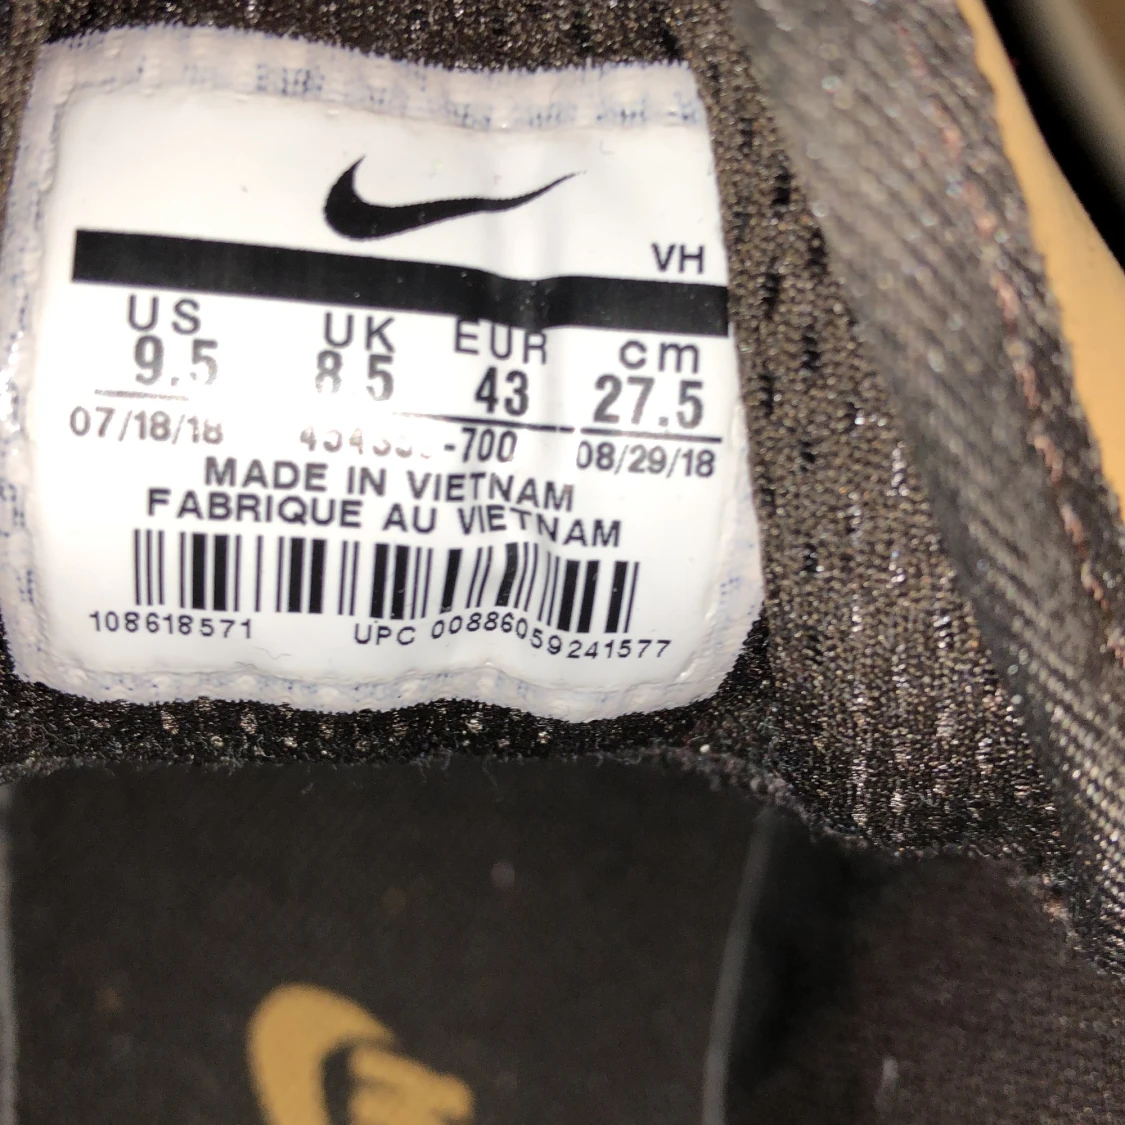 VH
US UK EUR cm
9.5 8.5 43 27.5
07/18/18 -700 08/29/18
MADE IN VIETNAM
FABRIQUE AU VIETNAM
108618571 UPC 00886059241577